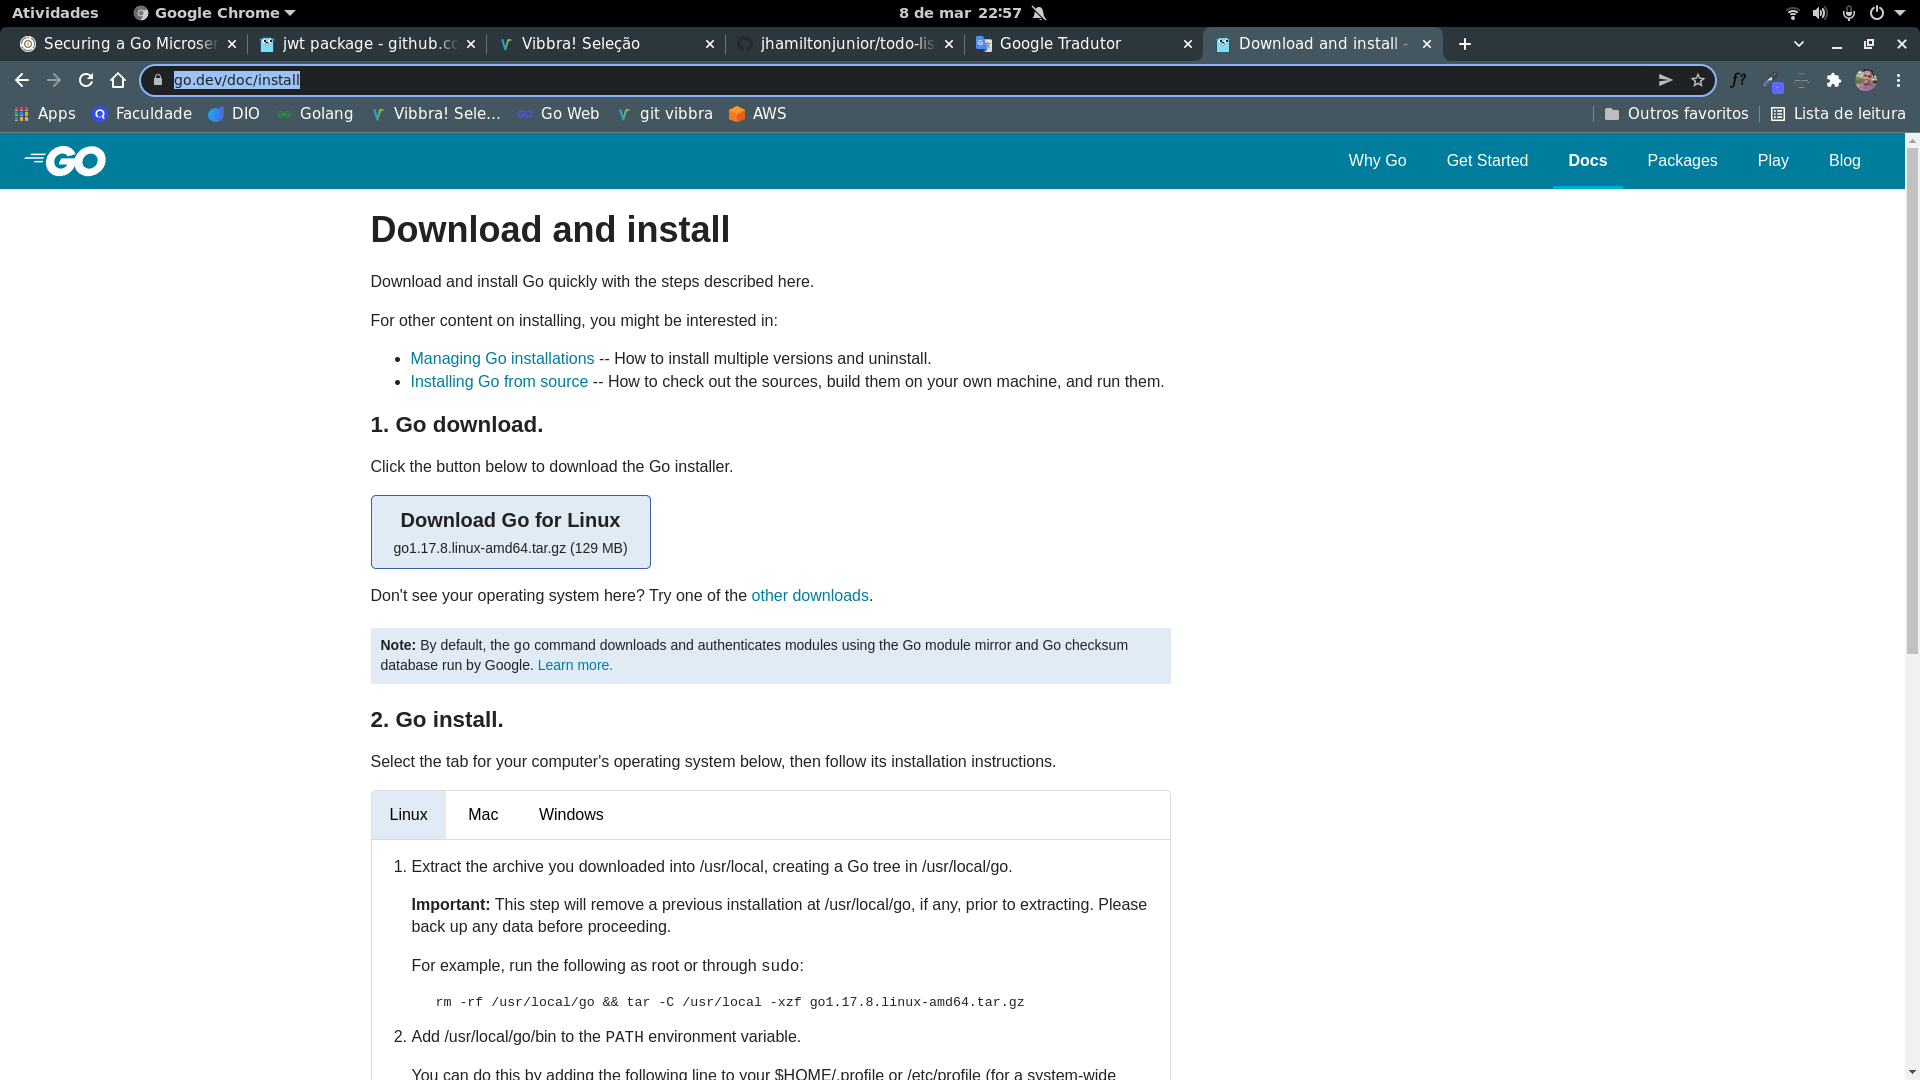 Atividades Google Chrome 8 de mar 22:57
Securing a Go Microser jwt package - github.co Vibbra! Seleção jhamiltonjunior/todo-lis Google Tradutor Download and install -
go.dev/doc/install f?
Apps Faculdade DIO Golang Vibbra! Sele... Go Web git vibbra AWS Outros favoritos Lista de leitura
GO Why Go Get Started Docs Packages Play Blog
Download and install
Download and install Go quickly with the steps described here.
For other content on installing, you might be interested in:
• Managing Go installations -- How to install multiple versions and uninstall.
• Installing Go from source -- How to check out the sources, build them on your own machine, and run them.
1. Go download.
Click the button below to download the Go installer.
Download Go for Linux
go1.17.8.linux-amd64.tar.gz (129 MB)
Don't see your operating system here? Try one of the other downloads.
Note: By default, the go command downloads and authenticates modules using the Go module mirror and Go checksum
database run by Google. Learn more.
2. Go install.
Select the tab for your computer's operating system below, then follow its installation instructions.
Linux Mac Windows
1. Extract the archive you downloaded into /usr/local, creating a Go tree in /usr/local/go.
Important: This step will remove a previous installation at /usr/local/go, if any, prior to extracting. Please
back up any data before proceeding.
For example, run the following as root or through sudo:
rm -rf /usr/local/go && tar -C /usr/local -xzf go1.17.8.linux-amd64.tar.gz
2. Add /usr/local/go/bin to the PATH environment variable.
You can do this by adding the following line to your $HOME/.profile or /etc/profile (for a system-wide